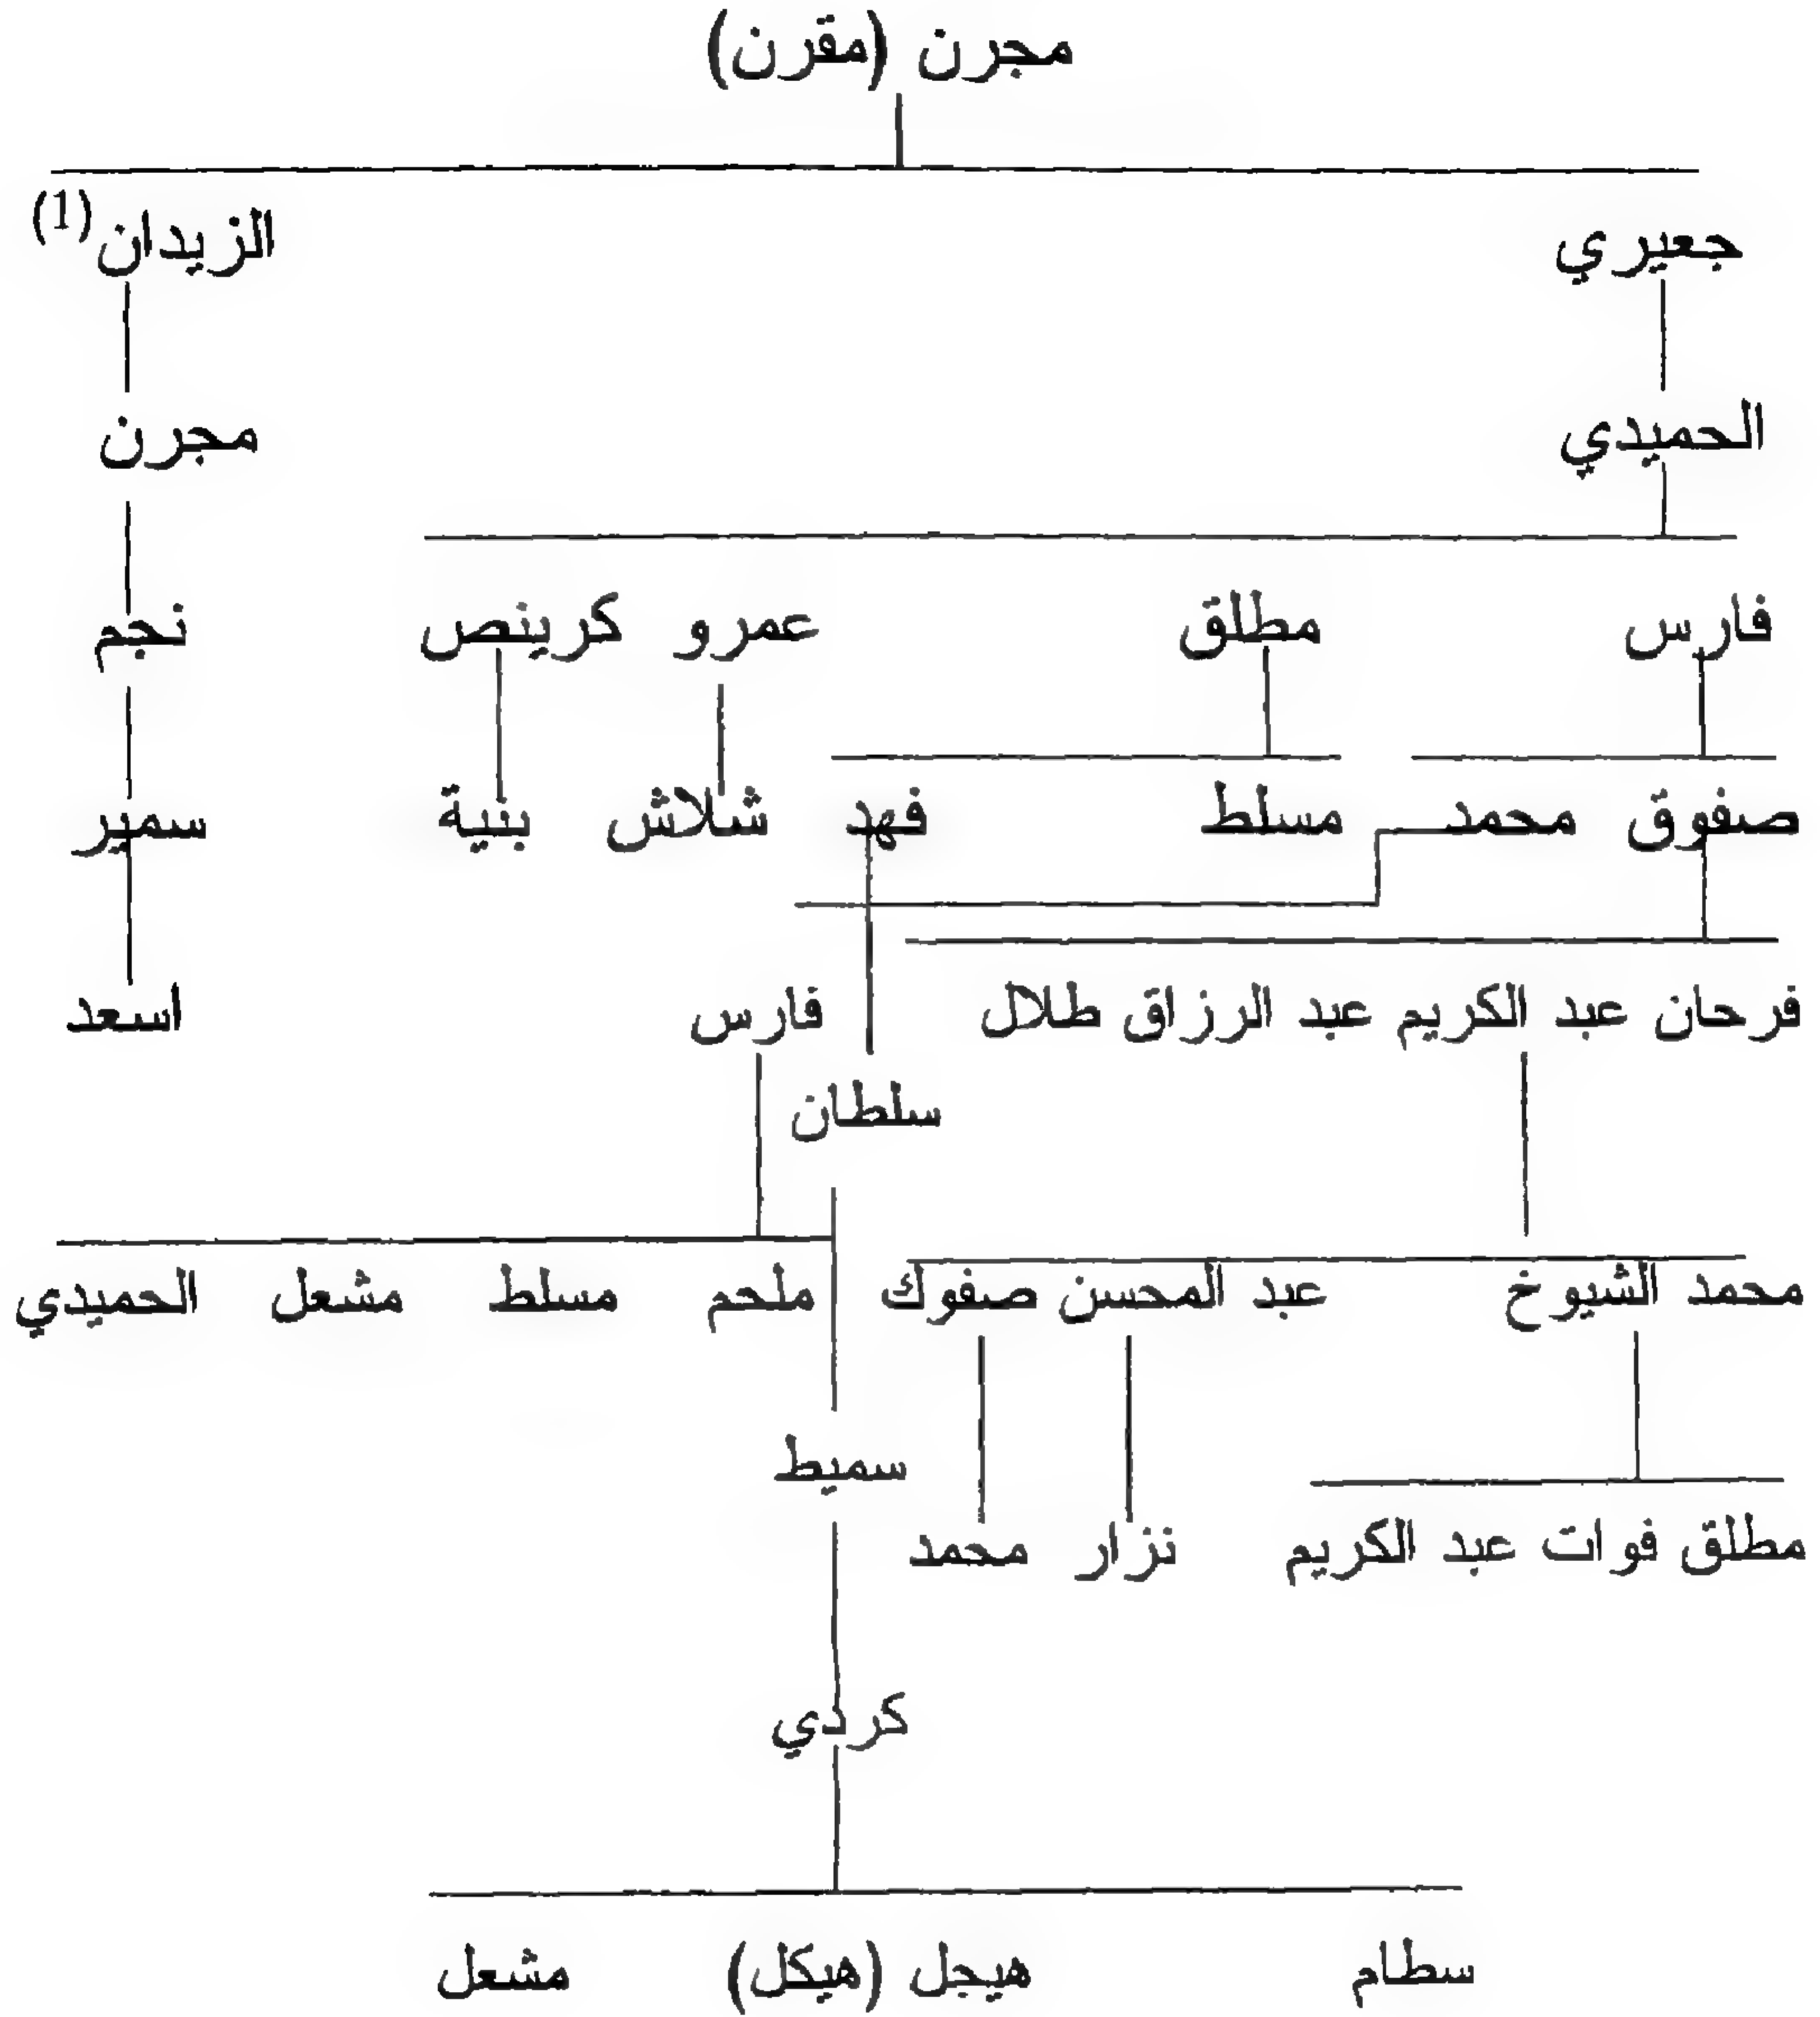 مجرن (مقرن)
جعيري الزيدان(1)
الحميدي مجرن
فارس مطلق عمرو كرينص نجم
صفوق محمد مسلط فهد شلاش بنية سمير
فرحان عبد الكريم عبد الرزاق طلال فارس اسعد
سلطان
محمد الشيوخ عبد المحسن صفوك ملحم مسلط مشعل الحميدي
سميط
مطلق فوات عبد الكريم نزار محمد
كردي
سطام هيجل (هيكل) مشعل